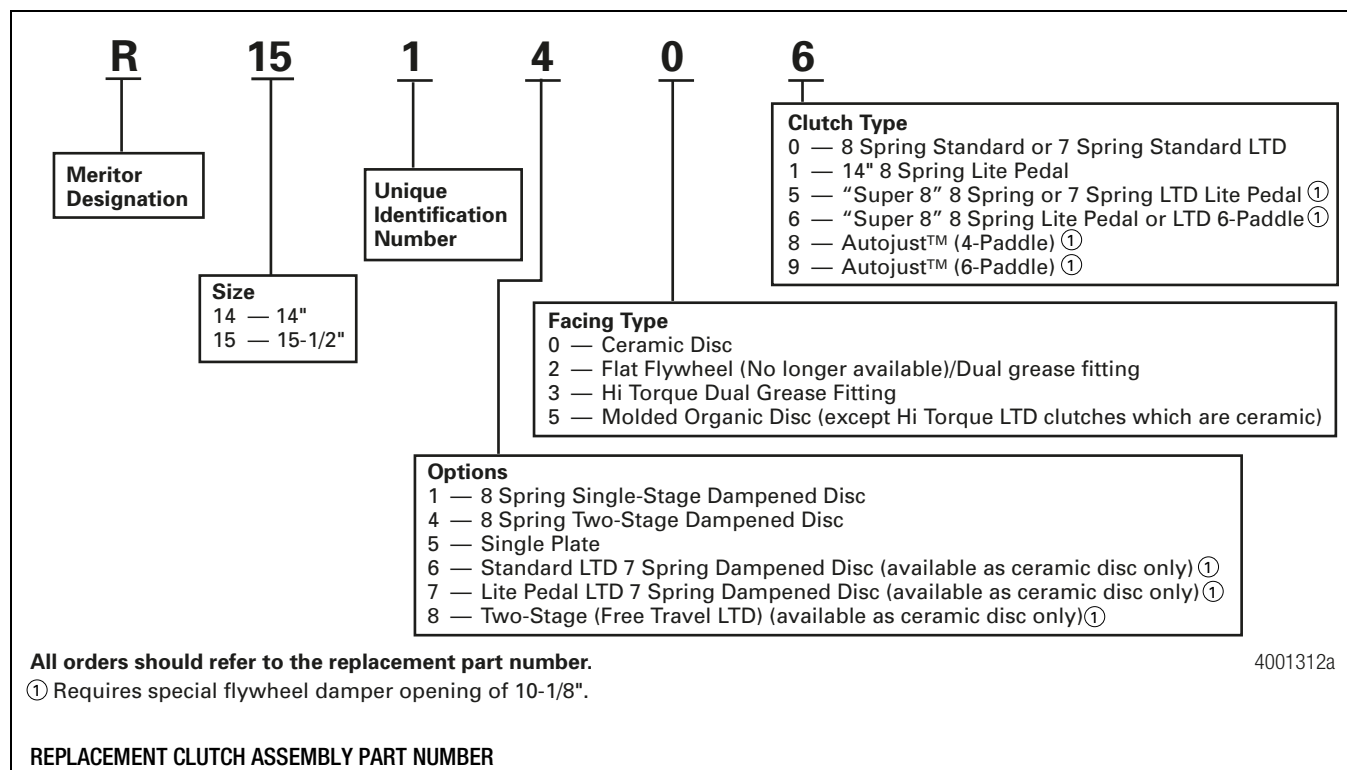 R 15 1 4 0 6
Meritor
Designation
Size
14 — 14"
15 — 15-1/2"
Unique
Identification
Number
Clutch Type
0 — 8 Spring Standard or 7 Spring Standard LTD
1 — 14" 8 Spring Lite Pedal
5 — “Super 8” 8 Spring or 7 Spring LTD Lite Pedal ①
6 — “Super 8” 8 Spring Lite Pedal or LTD 6-Paddle ①
8 — Autojust™ (4-Paddle) ①
9 — Autojust™ (6-Paddle) ①
Facing Type
0 — Ceramic Disc
2 — Flat Flywheel (No longer available)/Dual grease fitting
3 — Hi Torque Dual Grease Fitting
5 — Molded Organic Disc (except Hi Torque LTD clutches which are ceramic)
Options
1 — 8 Spring Single-Stage Dampened Disc
4 — 8 Spring Two-Stage Dampened Disc
5 — Single Plate
6 — Standard LTD 7 Spring Dampened Disc (available as ceramic disc only) ①
7 — Lite Pedal LTD 7 Spring Dampened Disc (available as ceramic disc only) ①
8 — Two-Stage (Free Travel LTD) (available as ceramic disc only) ①
All orders should refer to the replacement part number.
4001312a
① Requires special flywheel damper opening of 10-1/8".
REPLACEMENT CLUTCH ASSEMBLY PART NUMBER